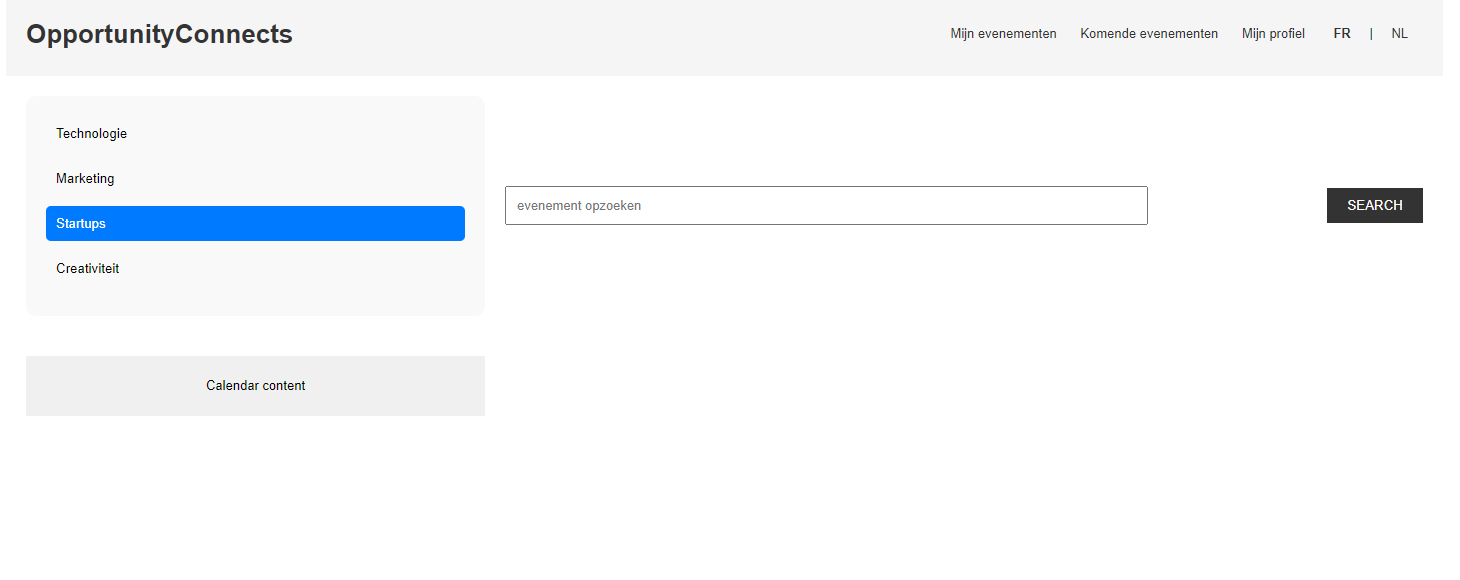 OpportunityConnects
Mijn evenementen Komende evenementen Mijn profiel FR | NL
Technologie
Marketing
Startups
Creativiteit
evenement opzoeken
SEARCH
Calendar content